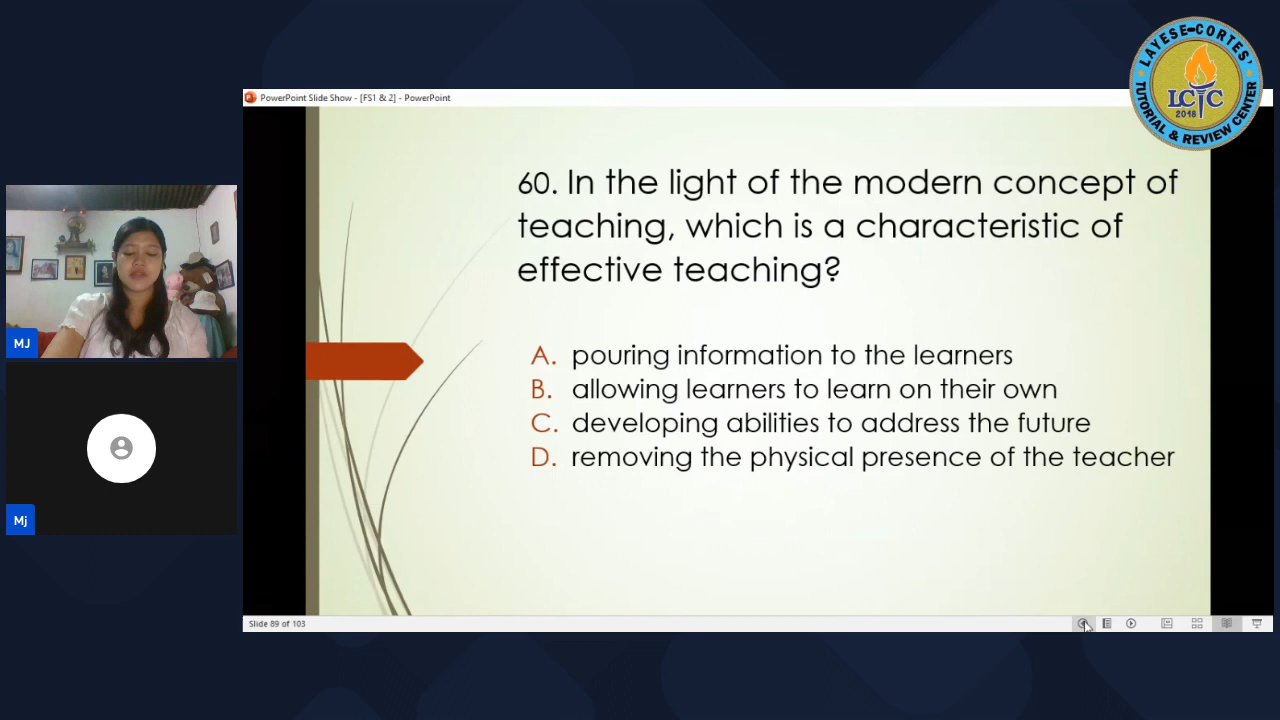 LAYESE-CORTES'
LCTC
2018
TUTORIAL & REVIEW CENTER
PowerPoint Slide Show - [FS1 & 2] - PowerPoint
60. In the light of the modern concept of
teaching, which is a characteristic of
effective teaching?
A. pouring information to the learners
B. allowing learners to learn on their own
C. developing abilities to address the future
D. removing the physical presence of the teacher
MJ
Mj
Slide 89 of 103